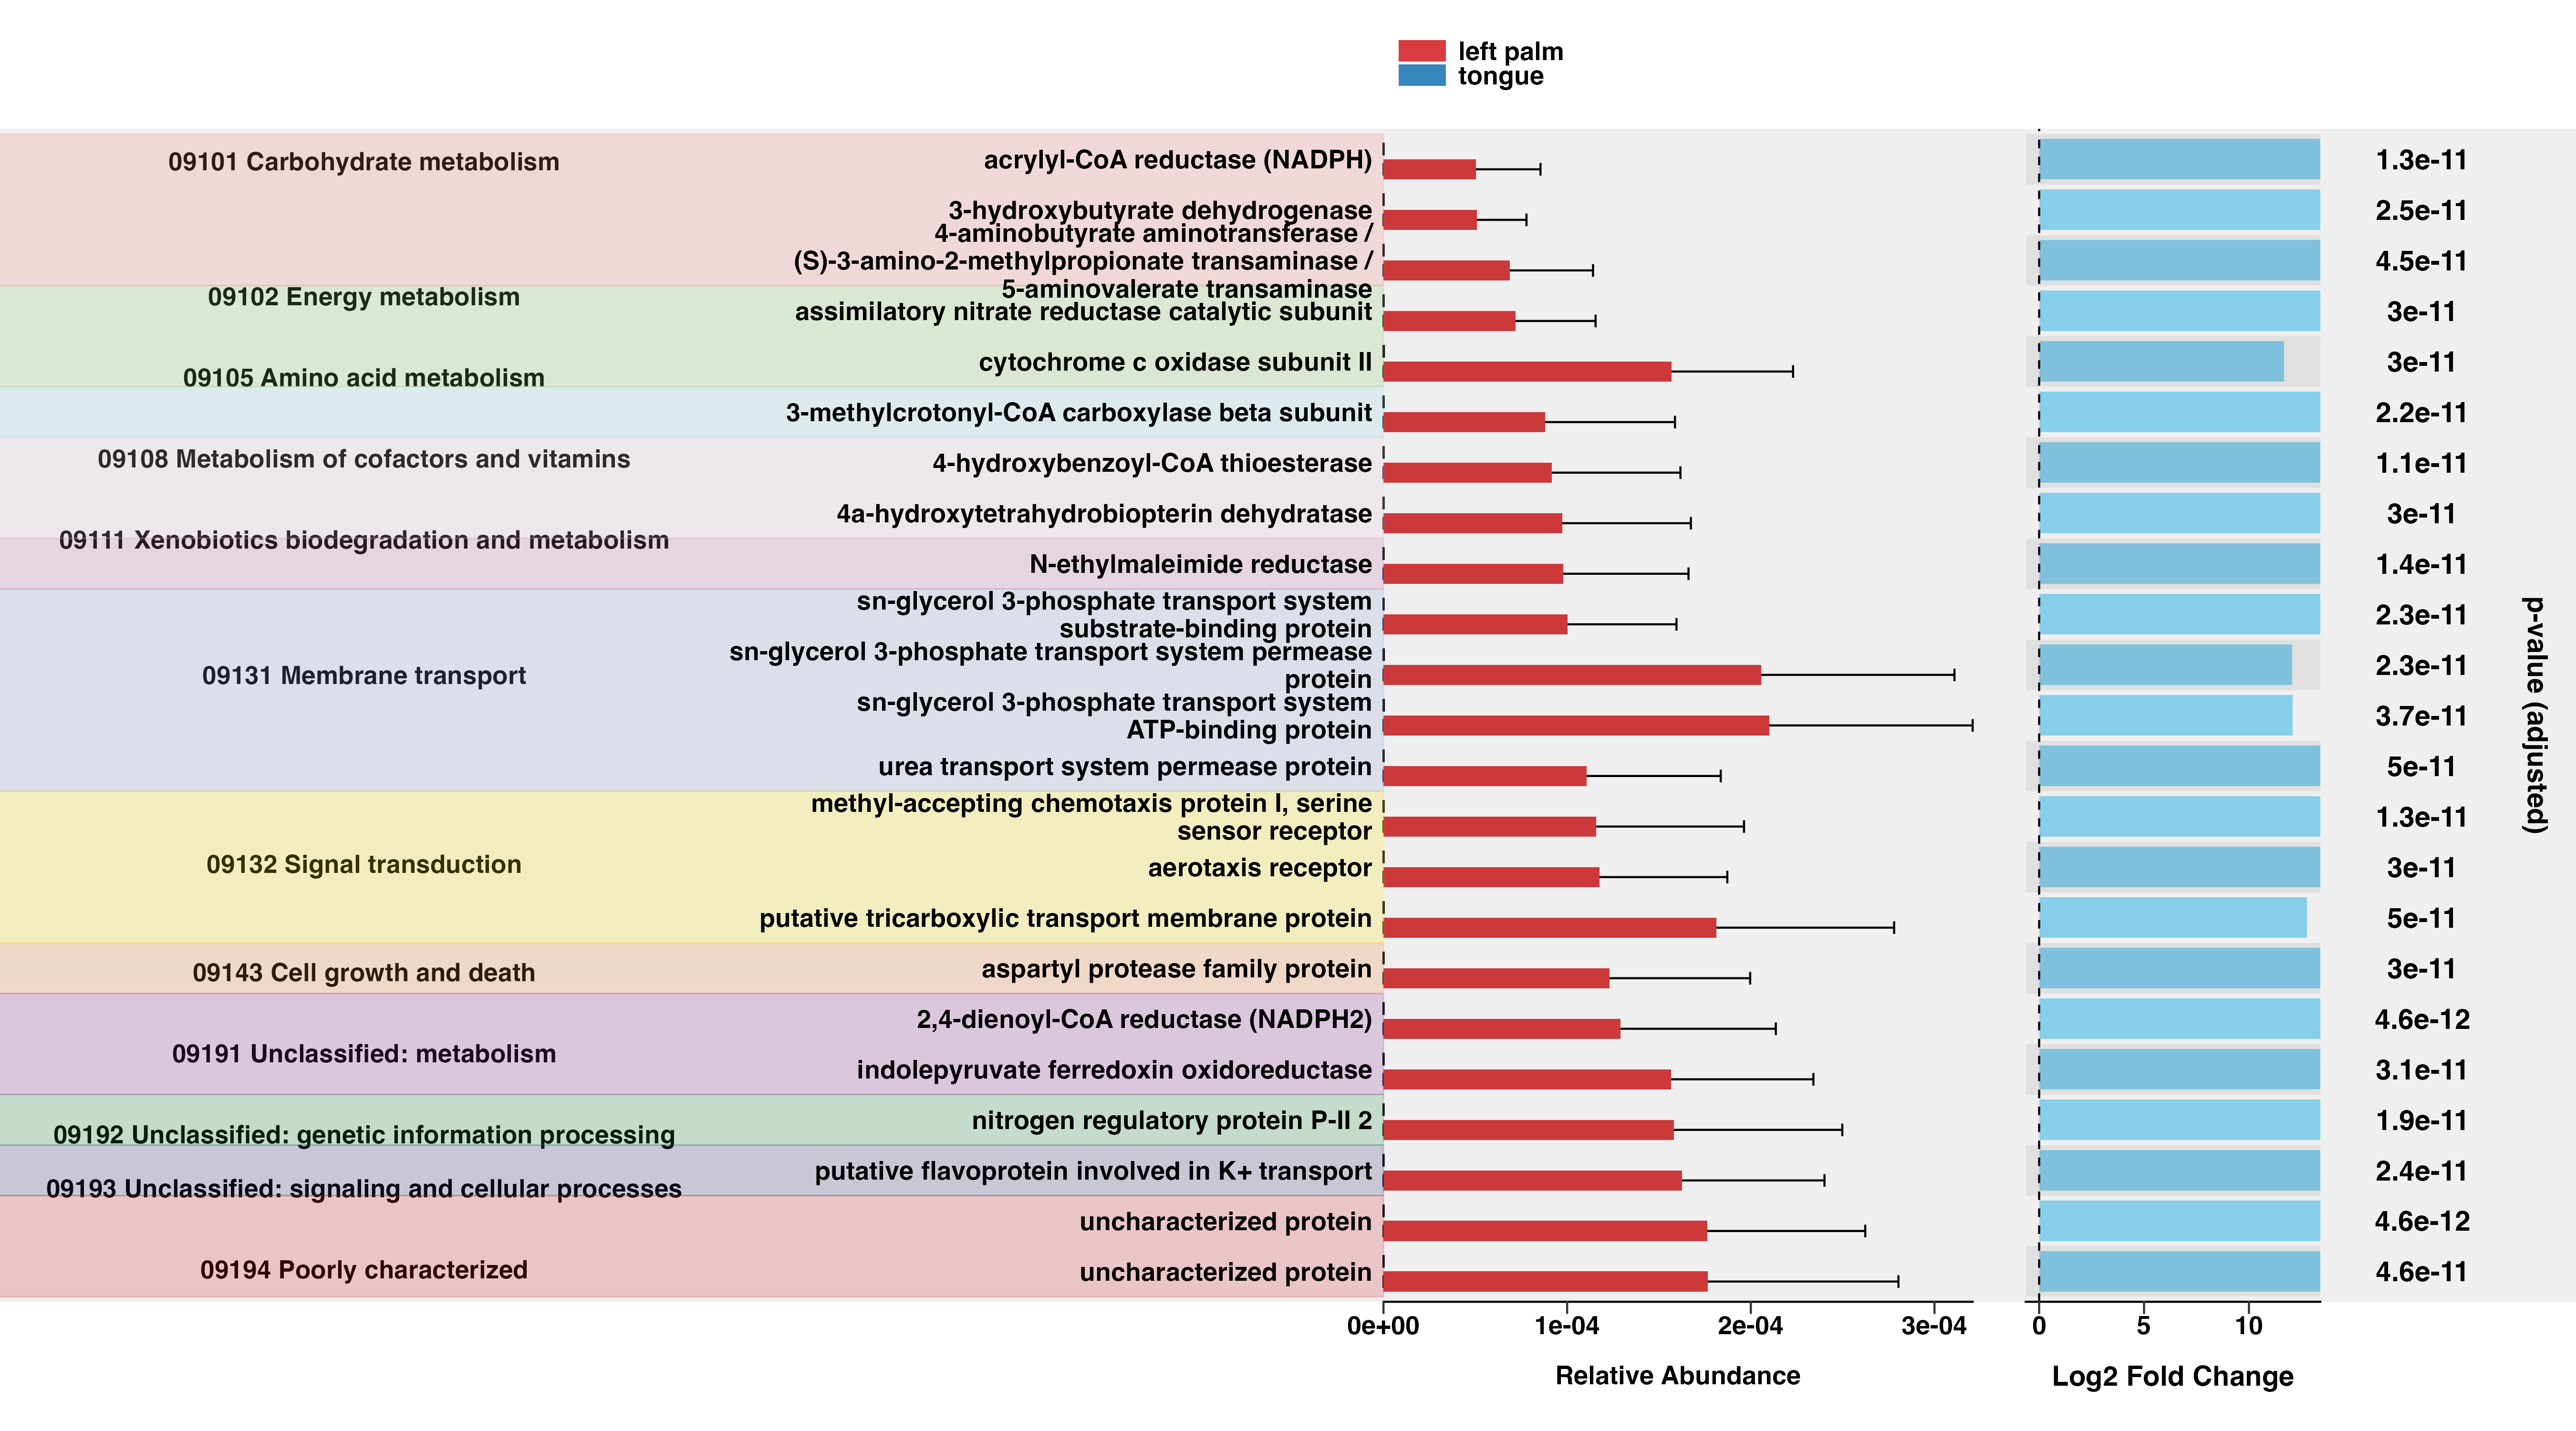 left palm
tongue
09101 Carbohydrate metabolism
acrylyl-CoA reductase (NADPH)
1.3e-11
3-hydroxybutyrate dehydrogenase
2.5e-11
4-aminobutyrate aminotransferase /
(S)-3-amino-2-methylpropionate transaminase /
5-aminovalerate transaminase
4.5e-11
09102 Energy metabolism
assimilatory nitrate reductase catalytic subunit
3e-11
cytochrome c oxidase subunit II
3e-11
09105 Amino acid metabolism
3-methylcrotonyl-CoA carboxylase beta subunit
2.2e-11
09108 Metabolism of cofactors and vitamins
4-hydroxybenzoyl-CoA thioesterase
1.1e-11
4a-hydroxytetrahydrobiopterin dehydratase
3e-11
09111 Xenobiotics biodegradation and metabolism
N-ethylmaleimide reductase
1.4e-11
sn-glycerol 3-phosphate transport system
substrate-binding protein
2.3e-11
09131 Membrane transport
sn-glycerol 3-phosphate transport system permease
protein
2.3e-11
sn-glycerol 3-phosphate transport system
ATP-binding protein
3.7e-11
urea transport system permease protein
5e-11
methyl-accepting chemotaxis protein I, serine
sensor receptor
1.3e-11
09132 Signal transduction
aerotaxis receptor
3e-11
putative tricarboxylic transport membrane protein
5e-11
09143 Cell growth and death
aspartyl protease family protein
3e-11
2,4-dienoyl-CoA reductase (NADPH2)
4.6e-12
09191 Unclassified: metabolism
indolepyruvate ferredoxin oxidoreductase
3.1e-11
09192 Unclassified: genetic information processing
nitrogen regulatory protein P-II 2
1.9e-11
09193 Unclassified: signaling and cellular processes
putative flavoprotein involved in K+ transport
2.4e-11
uncharacterized protein
4.6e-12
09194 Poorly characterized
uncharacterized protein
4.6e-11
p-value (adjusted)
0e+00 1e-04 2e-04 3e-04
0 5 10
Relative Abundance
Log2 Fold Change